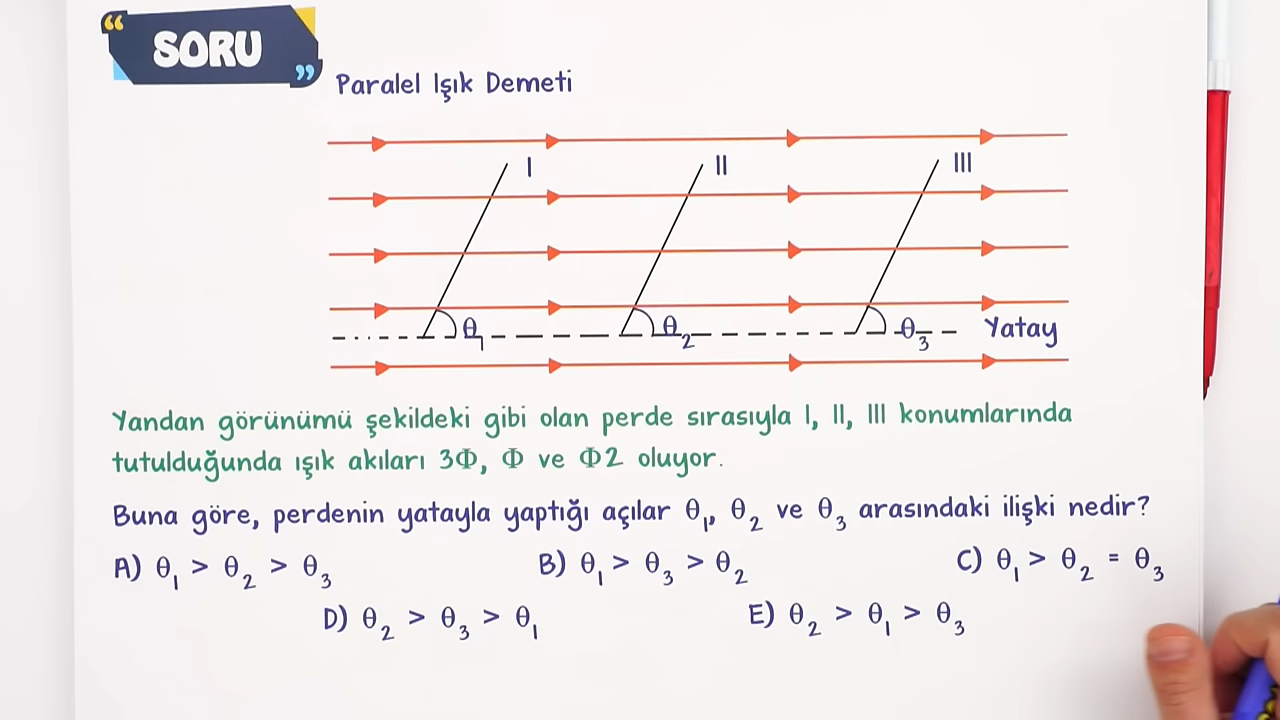 “ SORU ”
Paralel Işık Demeti
I II III
θ1 θ2 θ3 Yatay
Yandan görünümü şekildeki gibi olan perde sırasıyla I, II, III konumlarında
tutulduğunda ışık akıları 3Φ, Φ ve Φ2 oluyor.
Buna göre, perdenin yatayla yaptığı açılar θ1, θ2 ve θ3 arasındaki ilişki nedir?
A) θ1 > θ2 > θ3 B) θ1 > θ3 > θ2 C) θ1 > θ2 = θ3
D) θ2 > θ3 > θ1 E) θ2 > θ1 > θ3